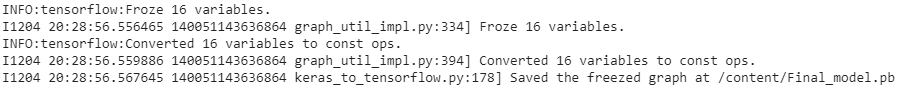 INFO:tensorflow:Froze 16 variables.
I1204 20:28:56.556465 140051143636864 graph_util_impl.py:334] Froze 16 variables.
INFO:tensorflow:Converted 16 variables to const ops.
I1204 20:28:56.559886 140051143636864 graph_util_impl.py:394] Converted 16 variables to const ops.
I1204 20:28:56.567645 140051143636864 keras_to_tensorflow.py:178] Saved the freezed graph at /content/Final_model.pb